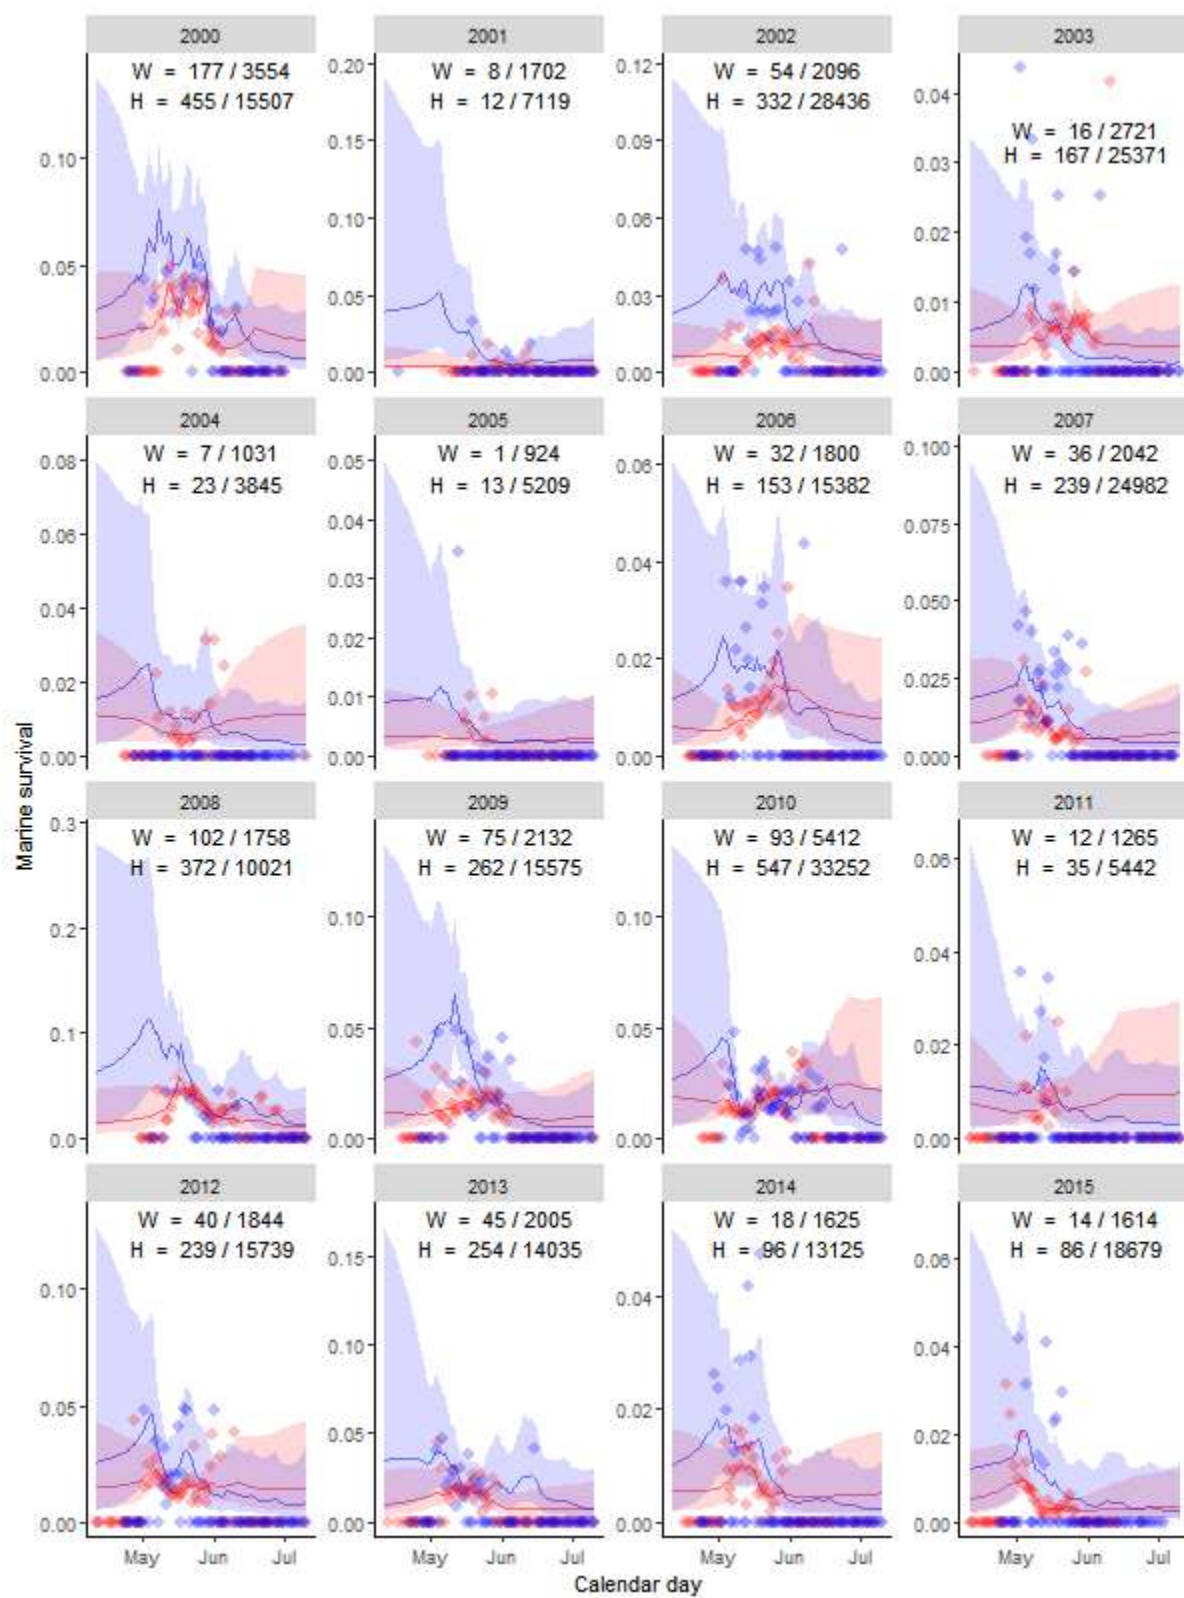 2000
2001
2002
2003
W = 177 / 3554
H = 455 / 15507
W = 8 / 1702
H = 12 / 7119
W = 54 / 2096
H = 332 / 28436
W = 16 / 2721
H = 167 / 25371
0.10
0.05
0.00
0.20
0.15
0.10
0.05
0.00
0.12
0.09
0.06
0.03
0.00
0.04
0.03
0.02
0.01
0.00
2004
2005
2006
2007
W = 7 / 1031
H = 23 / 3845
W = 1 / 924
H = 13 / 5209
W = 32 / 1800
H = 153 / 15382
W = 36 / 2042
H = 239 / 24982
0.08
0.06
0.04
0.02
0.00
0.05
0.04
0.03
0.02
0.01
0.00
0.06
0.04
0.02
0.00
0.100
0.075
0.050
0.025
0.000
Marine survival
2008
2009
2010
2011
W = 102 / 1758
H = 372 / 10021
W = 75 / 2132
H = 262 / 15575
W = 93 / 5412
H = 547 / 33252
W = 12 / 1265
H = 35 / 5442
0.3
0.2
0.1
0.0
0.10
0.05
0.00
0.10
0.05
0.00
0.06
0.04
0.02
0.00
2012
2013
2014
2015
W = 40 / 1844
H = 239 / 15739
W = 45 / 2005
H = 254 / 14035
W = 18 / 1625
H = 96 / 13125
W = 14 / 1614
H = 86 / 18679
0.10
0.05
0.00
0.15
0.10
0.05
0.00
0.04
0.02
0.00
0.06
0.04
0.02
0.00
May Jun Jul
May Jun Jul
May Jun Jul
May Jun Jul
Calendar day